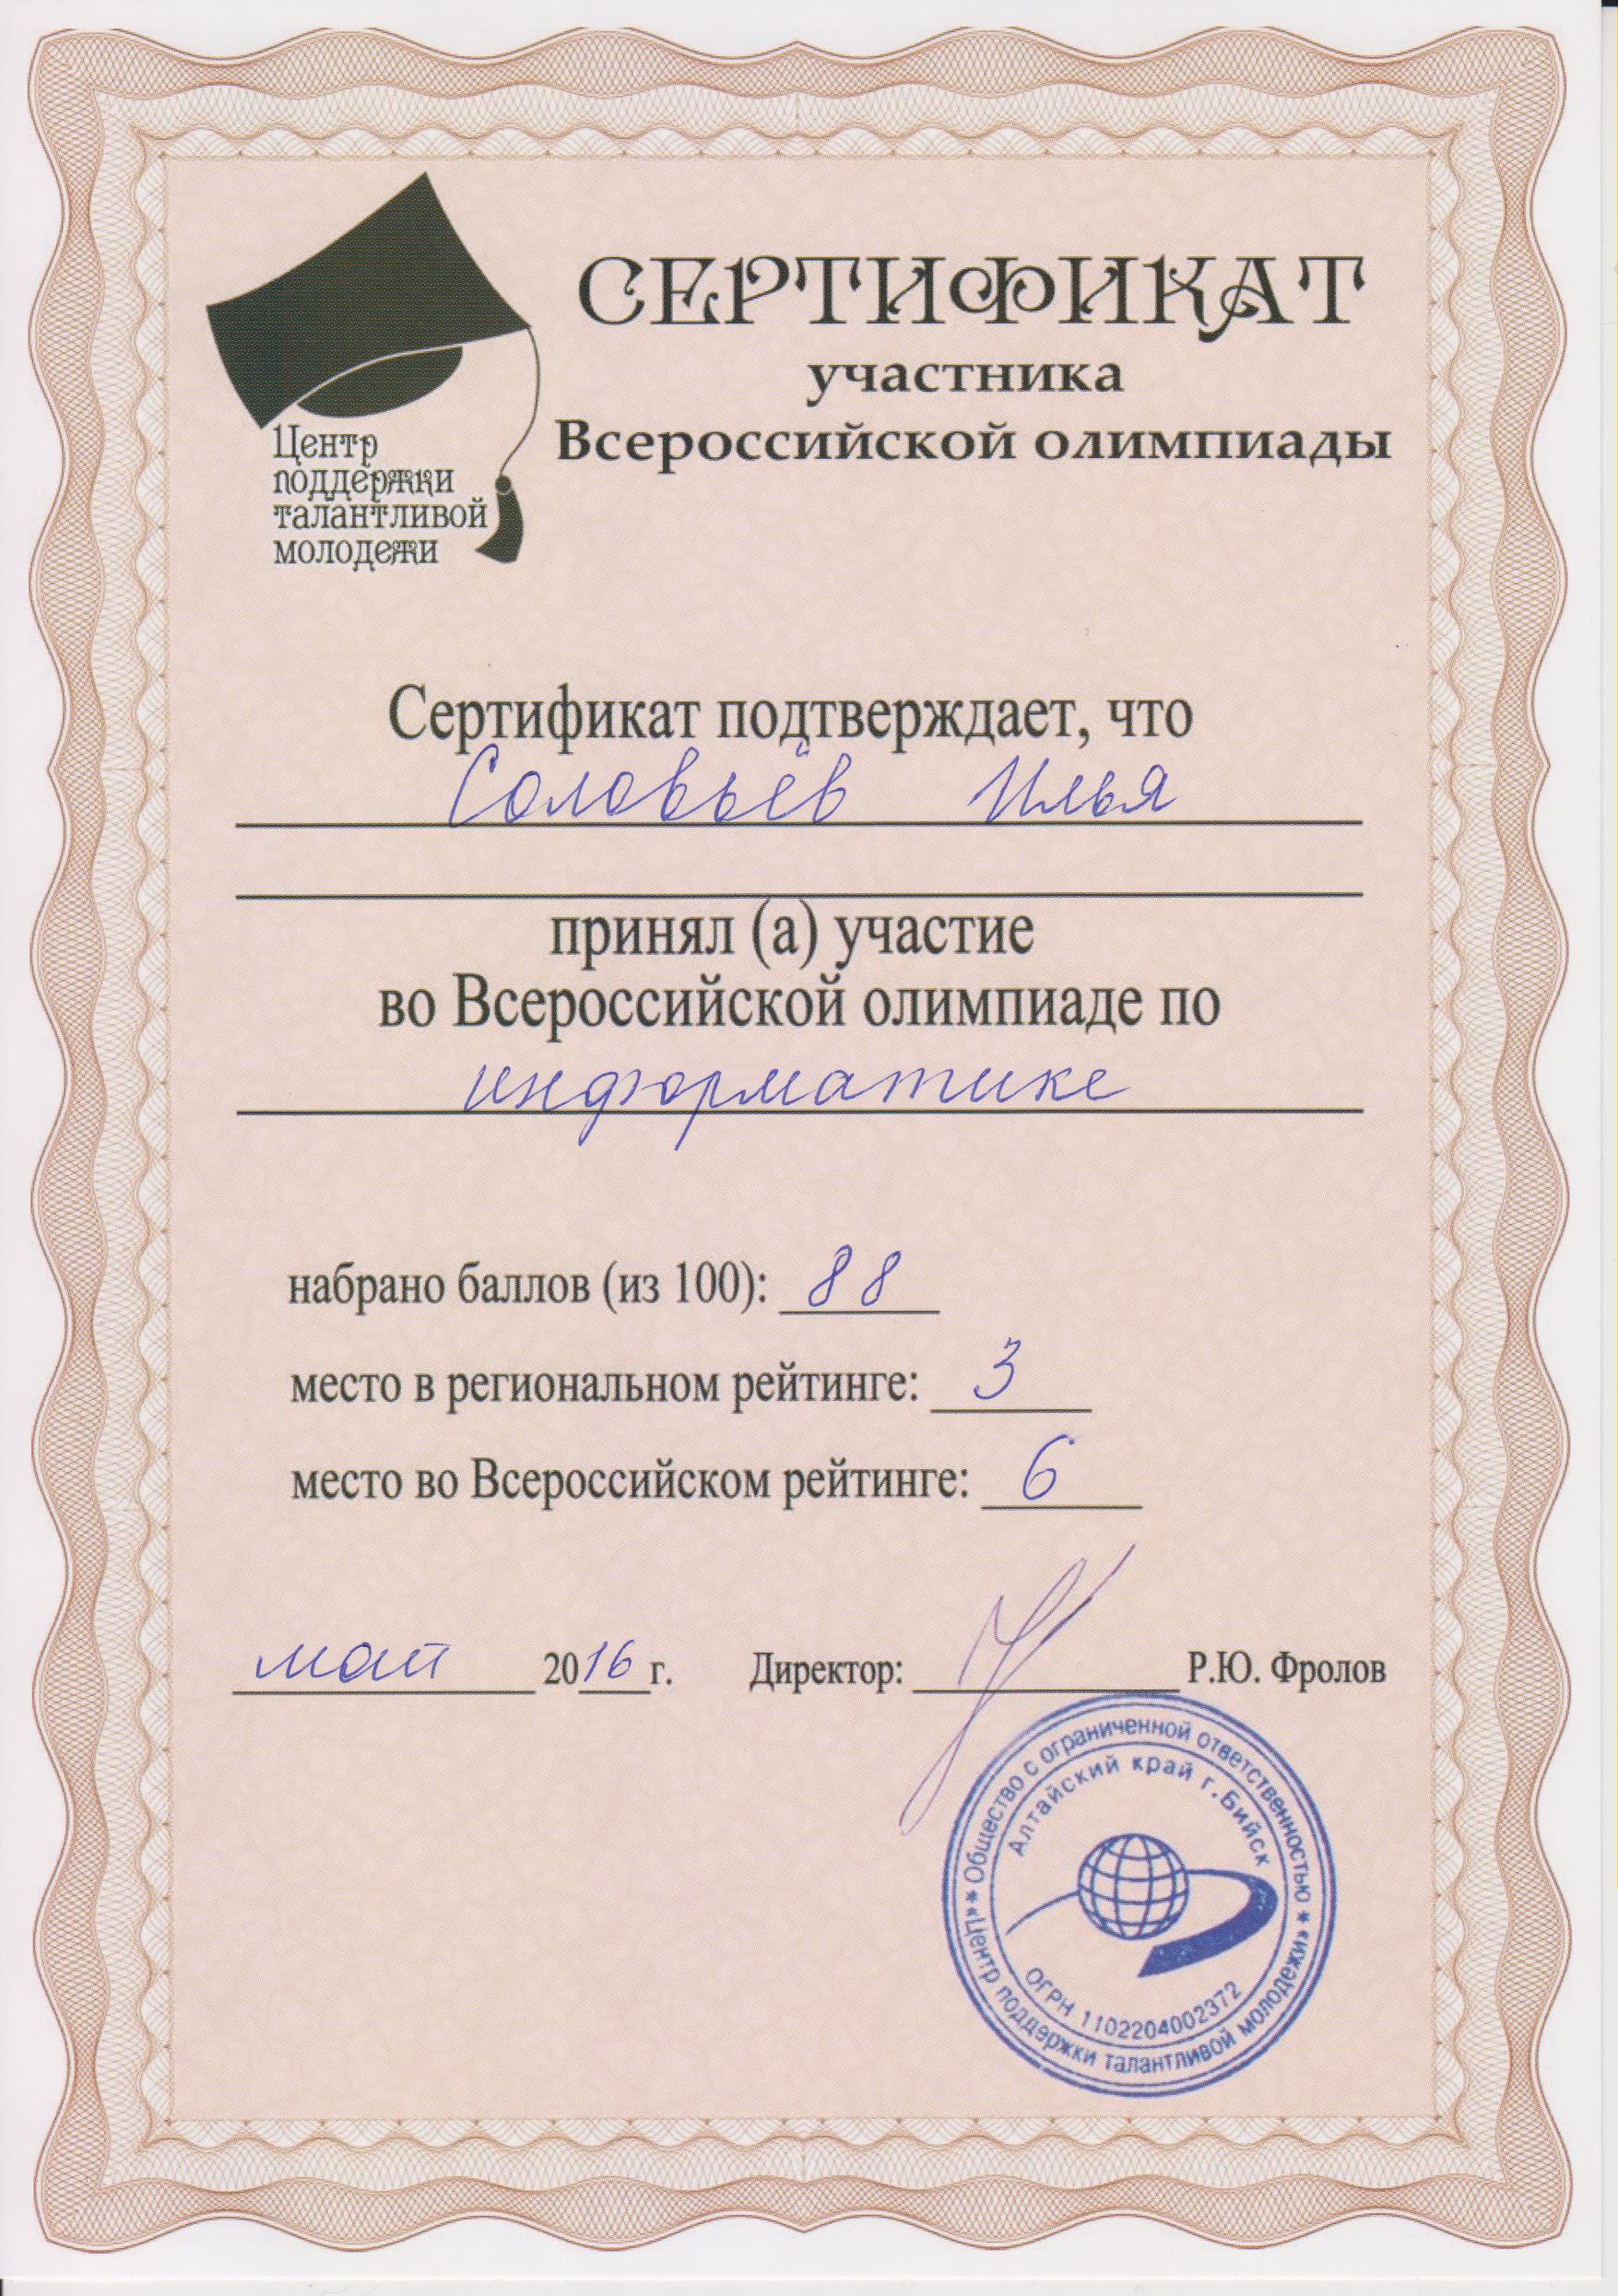 СЕРТИФИКАТ
участника
Всероссийской олимпиады
Центр
поддержки
талантливой
молодежи
Сертификат подтверждает, что
Соловьёв Илья
принял (а) участие
во Всероссийской олимпиаде по
информатике
набрано баллов (из 100): 88
место в региональном рейтинге: 3
место во Всероссийском рейтинге: 6
май 2016 г. Директор: Р.Ю. Фролов
* Общество с ограниченной ответственностью *
Алтайский край г.Бийск
ОГРН 1102204002372
«Центр поддержки талантливой молодежи»